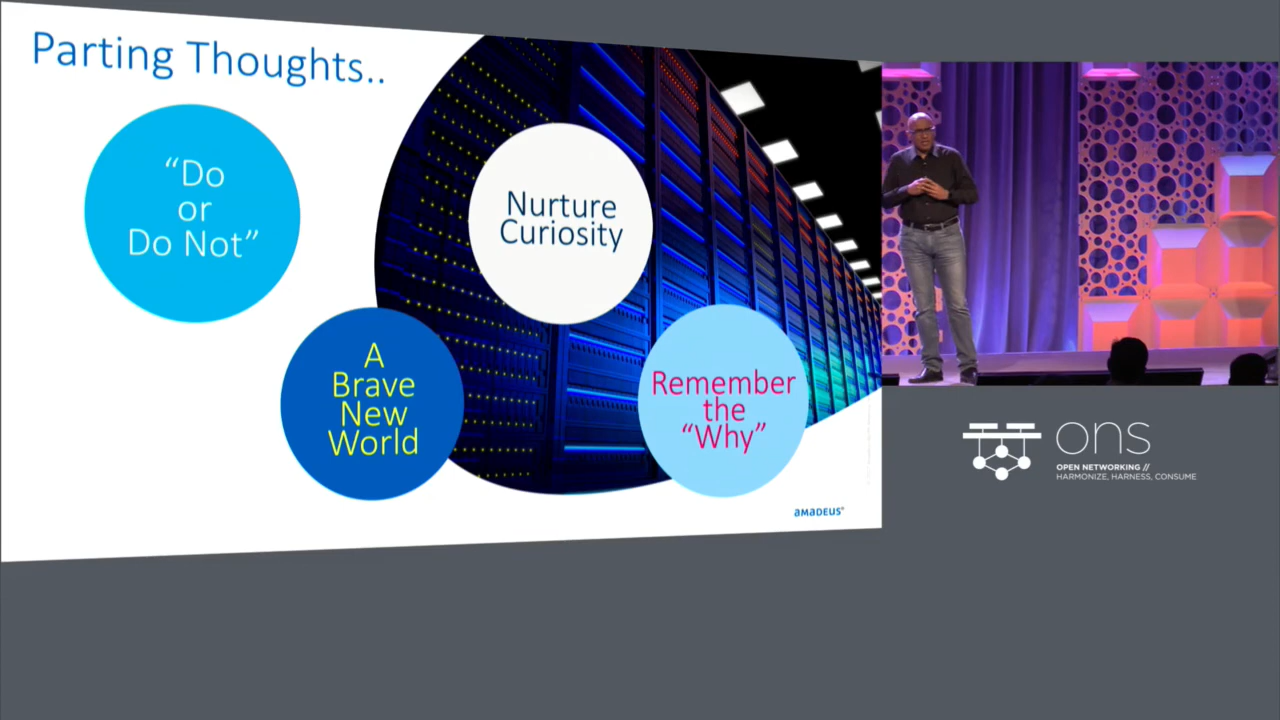 Parting Thoughts..
“Do
or
Do Not”
Nurture
Curiosity
A
Brave
New
World
Remember
the
“Why”
amadeus
ons
OPEN NETWORKING //
HARMONIZE, HARNESS, CONSUME